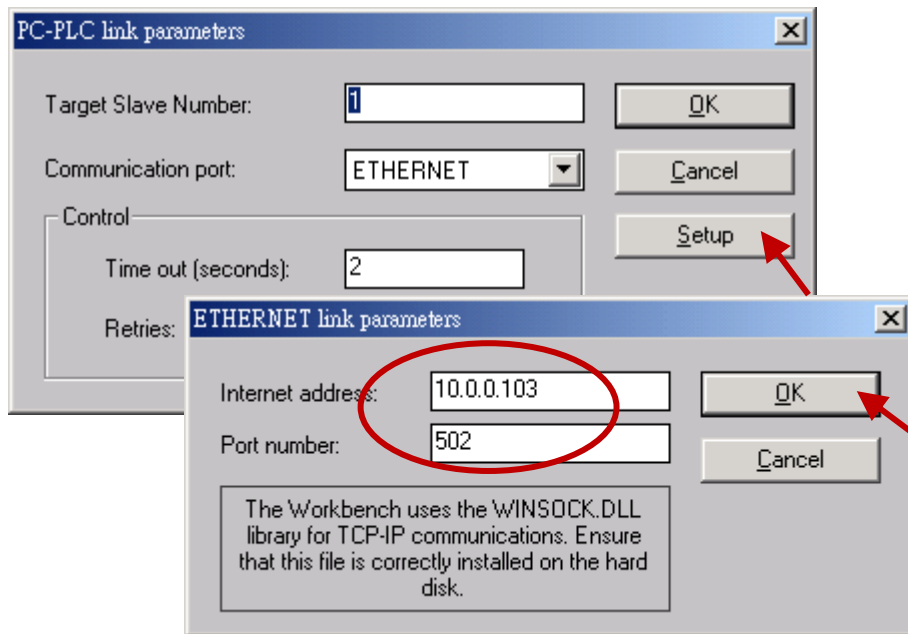 PC-PLC link parameters
Target Slave Number:
1
OK
Communication port:
ETHERNET
Cancel
Control
Setup
Time out (seconds):
2
Retries:
ETHERNET link parameters
Internet address:
10.0.0.103
OK
Port number:
502
Cancel
The Workbench uses the WINSOCK.DLL
library for TCP-IP communications. Ensure
that this file is correctly installed on the hard
disk.